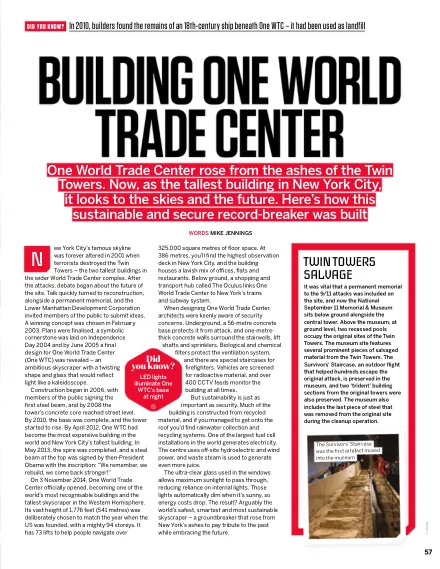 DID YOU KNOW?
In 2010, builders found the remains of an 18th-century ship beneath One WTC – it had been used as landfill
BUILDING ONE WORLD
TRADE CENTER
One World Trade Center rose from the ashes of the Twin
Towers. Now, as the tallest building in New York City,
it looks to the skies and the future. Here's how this
sustainable and secure record-breaker was built
WORDS MIKE JENNINGS
New York City's famous skyline
was forever altered in 2001 when
terrorists destroyed the Twin
Towers – the two tallest buildings in
the wider World Trade Center complex. After
the attacks, debate began about the future of
the site. Talk quickly turned to reconstruction,
alongside a permanent memorial, and the
Lower Manhattan Development Corporation
invited members of the public to submit ideas.
A winning concept was chosen in February
2003. Plans were finalised, a symbolic
cornerstone was laid on Independence
Day 2004 and by June 2005 a final
design for One World Trade Center
(One WTC) was revealed – an
ambitious skyscraper with a twisting
shape and glass that would reflect
light like a kaleidoscope.
Construction began in 2006, with
members of the public signing the
first steel beam, and by 2008 the
tower's concrete core reached street level.
By 2010, the base was complete, and the tower
started to rise. By April 2012, One WTC had
become the most expensive building in the
world and New York City's tallest building. In
May 2013, the spire was completed, and a steel
beam at the top was signed by then-President
Obama with the inscription: "We remember, we
rebuild, we come back stronger!"
On 3 November 2014, One World Trade
Center officially opened, becoming one of the
world's most recognisable buildings and the
tallest skyscraper in the Western Hemisphere.
Its vast height of 1,776 feet (541 metres) was
deliberately chosen to match the year when the
US was founded, with a mighty 94 storeys. It
has 73 lifts to help people navigate over
325,000 square metres of floor space. At
386 metres, you'll find the highest observation
deck in New York City, and the building
houses a lavish mix of offices, flats and
restaurants. Below ground, a shopping and
transport hub called The Oculus links One
World Trade Center to New York's trains
and subway system.
When designing One World Trade Center,
architects were keenly aware of security
concerns. Underground, a 56-metre concrete
base protects it from attack, and one-metre-
thick concrete walls surround the stairwells, lift
shafts and sprinklers. Biological and chemical
filters protect the ventilation system,
and there are special staircases for
firefighters. Vehicles are screened
for radioactive material, and over
400 CCTV feeds monitor the
building at all times.
But sustainability is just as
important as security. Much of the
building is constructed from recycled
material, and if you managed to get onto the
roof you'd find rainwater collection and
recycling systems. One of the largest fuel cell
installations in the world generates electricity.
The centre uses off-site hydroelectric and wind
power, and waste steam is used to generate
even more juice.
The ultra-clear glass used in the windows
allows maximum sunlight to pass through,
reducing reliance on internal lights. Those
lights automatically dim when it's sunny, so
energy costs drop. The result? Arguably the
world's safest, smartest and most sustainable
skyscraper – a groundbreaker that rose from
New York's ashes to pay tribute to the past
while embracing the future.
Did
you know?
LED lights
illuminate One
WTC's base
at night
TWIN TOWERS
SALVAGE
It was vital that a permanent memorial
to the 9/11 attacks was included on
the site, and now the National
September 11 Memorial & Museum
sits below ground alongside the
central tower. Above the museum, at
ground level, two recessed pools
occupy the original sites of the Twin
Towers. The museum site features
several prominent pieces of salvaged
material from the Twin Towers. The
Survivors' Staircase, an outdoor flight
that helped hundreds escape the
original attack, is preserved in the
museum, and two 'trident' building
sections from the original towers were
also preserved. The museum also
includes the last piece of steel that
was removed from the original site
during the cleanup operation.
The Survivors' Staircase
was the first artefact moved
into the museum
57